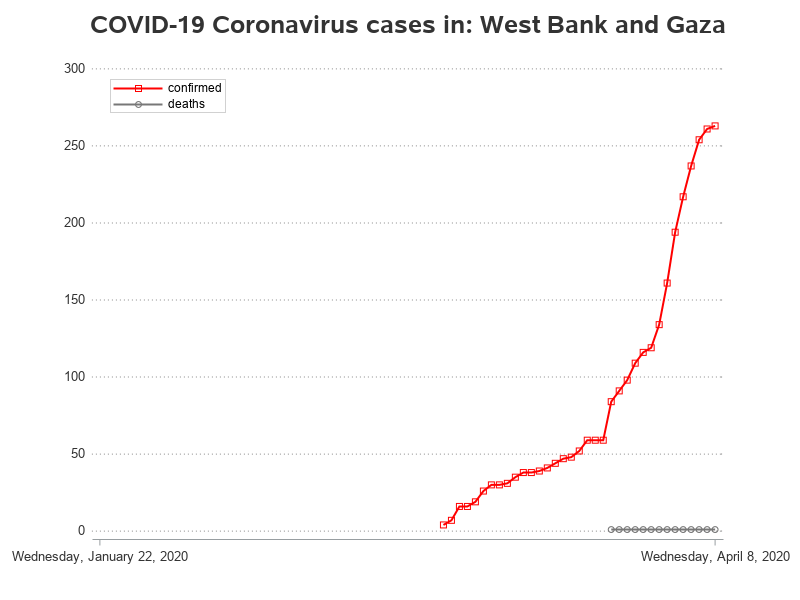 COVID-19 Coronavirus cases in: West Bank and Gaza
300
confirmed
deaths
250
200
150
100
50
0
Wednesday, January 22, 2020 Wednesday, April 8, 2020